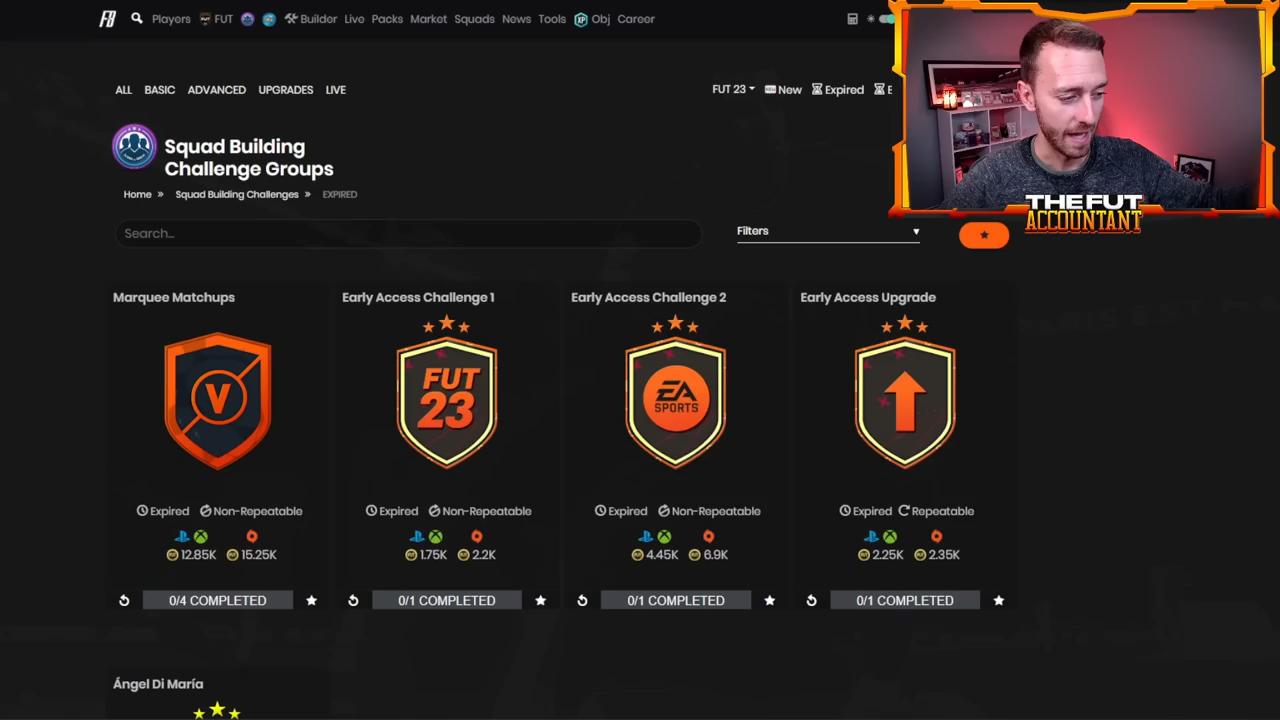 FB Players FUT Builder Live Packs Market Squads News Tools XP Obj Career
ALL BASIC ADVANCED UPGRADES LIVE
FUT 23 New Expired E
Squad Building
Challenge Groups
Home » Squad Building Challenges » EXPIRED
Search...
Filters
THE FUT
ACCOUNTANT
Marquee Matchups
V
Expired Non-Repeatable
12.85K 15.25K
0/4 COMPLETED
Early Access Challenge 1
FUT
23
Expired Non-Repeatable
1.75K 2.2K
0/1 COMPLETED
Early Access Challenge 2
EA
SPORTS
Expired Non-Repeatable
4.45K 6.9K
0/1 COMPLETED
Early Access Upgrade
Expired Repeatable
2.25K 2.35K
0/1 COMPLETED
Ángel Di María